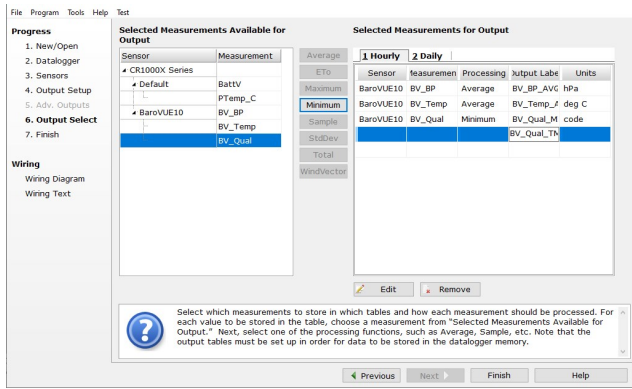 File Program Tools Help Test
Progress
1. New/Open
2. Datalogger
3. Sensors
4. Output Setup
5. Adv. Outputs
6. Output Select
7. Finish
Wiring
Wiring Diagram
Wiring Text
Selected Measurements Available for
Output
Sensor Measurement
CR1000X Series
Default BattV
PTemp_C
BaroVUE10 BV_BP
BV_Temp
BV_Qual
Average
ETo
Maximum
Minimum
Sample
StdDev
Total
WindVector
Selected Measurements for Output
1 Hourly 2 Daily
Sensor Measuremen Processing Output Labe Units
BaroVUE10 BV_BP Average BV_BP_AVG hPa
BaroVUE10 BV_Temp Average BV_Temp_A deg C
BaroVUE10 BV_Qual Minimum BV_Qual_M code
BV_Qual_TM
Edit Remove
Select which measurements to store in which tables and how each measurement should be processed. For
each value to be stored in the table, choose a measurement from "Selected Measurements Available for
Output." Next, select one of the processing functions, such as Average, Sample, etc. Note that the
output tables must be set up in order for data to be stored in the datalogger memory.
Previous Next Finish Help